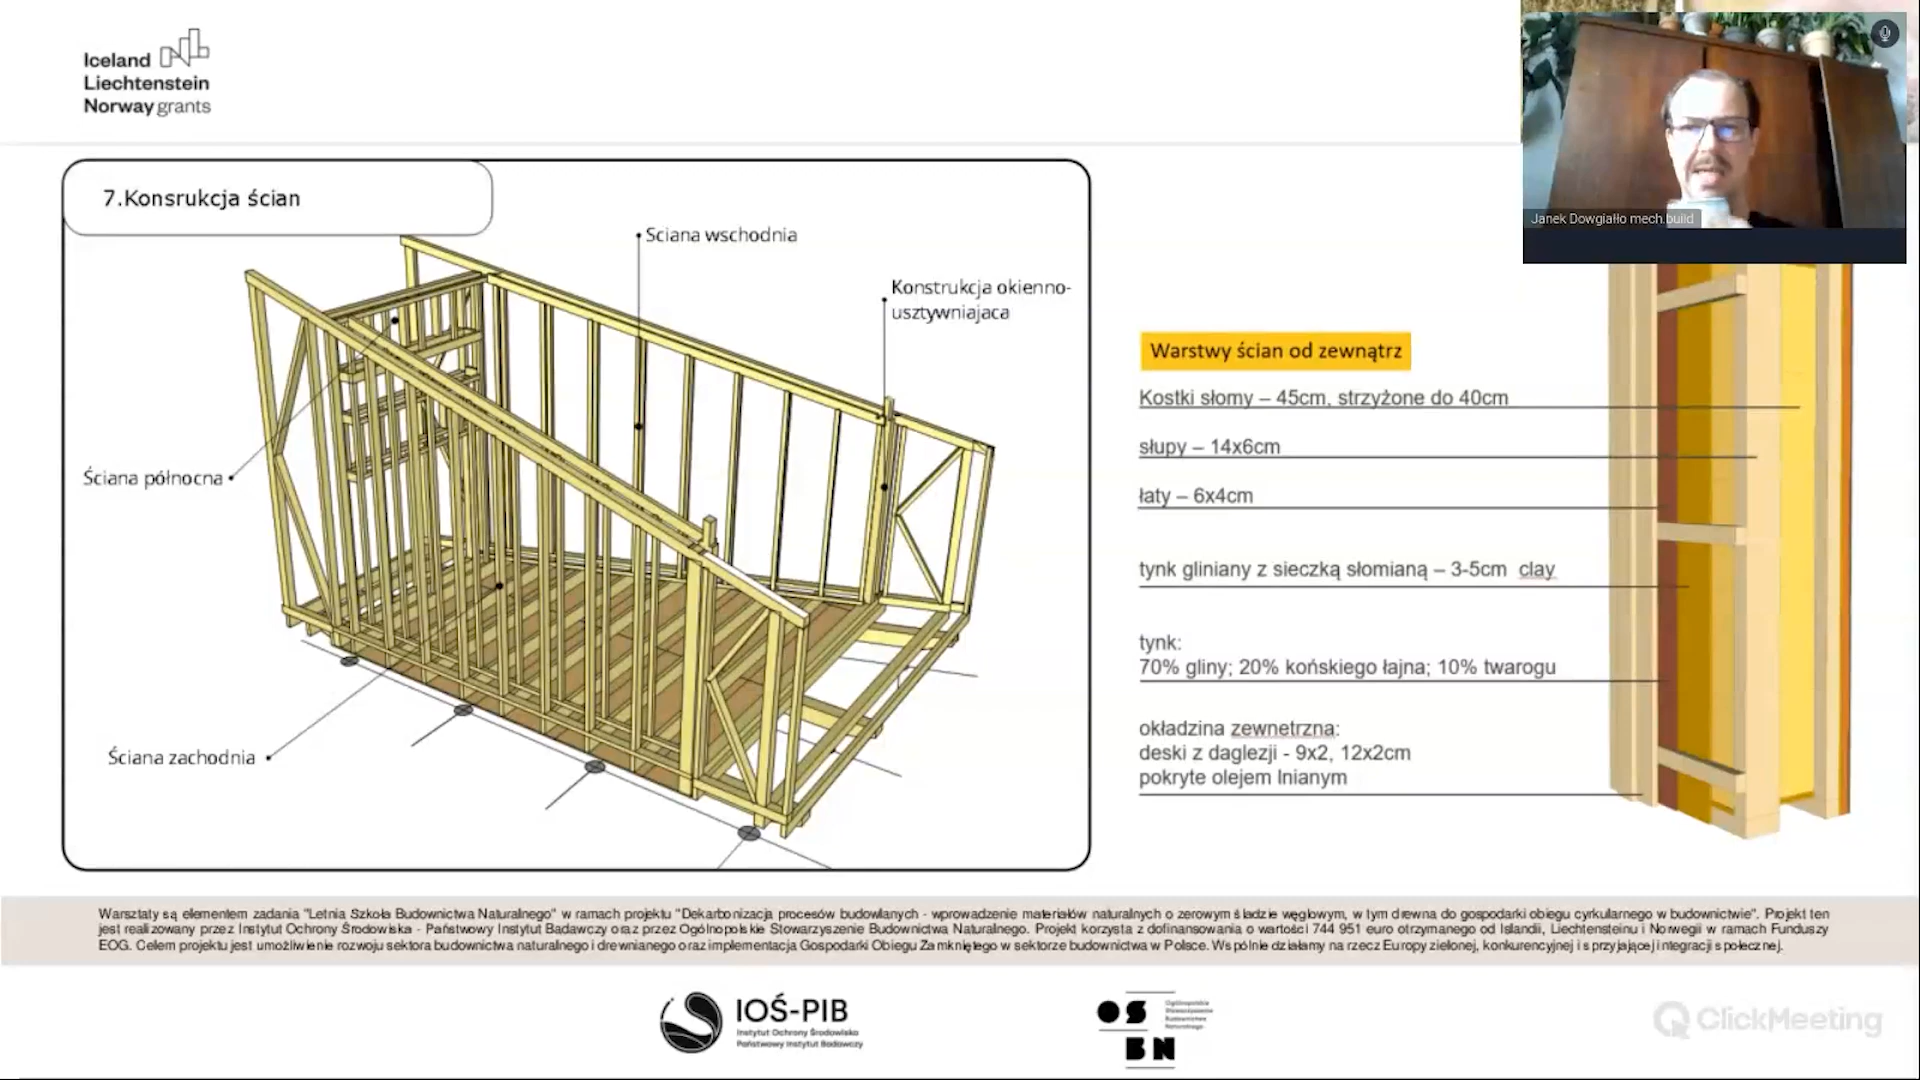 Iceland
Liechtenstein
Norway grants
Janek Dowgiałło mech.build
7.Konsrukcja ścian
Sciana wschodnia
Konstrukcja okienno-
usztywniajaca
Ściana północna
Ściana zachodnia
Warstwy ścian od zewnątrz
Kostki słomy – 45cm, strzyżone do 40cm
słupy – 14x6cm
łaty – 6x4cm
tynk gliniany z sieczką słomianą – 3-5cm clay
tynk:
70% gliny; 20% końskiego łajna; 10% twarogu
okładzina zewnetrzna:
deski z daglezji - 9x2, 12x2cm
pokryte olejem lnianym
Warsztaty są elementem zadania "Letnia Szkoła Budownictwa Naturalnego" w ramach projektu "Dekarbonizacja procesów budowlanych - wprowadzenie materiałów naturalnych o zerowym śladzie węglowym, w tym drewna do gospodarki obiegu cyrkularnego w budownictwie". Projekt ten
jest realizowany przez Instytut Ochrony Środowiska - Państwowy Instytut Badawczy oraz przez Ogólnopolskie Stowarzyszenie Budownictwa Naturalnego. Projekt korzysta z dofinansowania o wartości 744 951 euro otrzymanego od Islandii, Liechtensteinu i Norwegii w ramach Funduszy
EOG. Celem projektu jest umożliwienie rozwoju sektora budownictwa naturalnego i drewnianego oraz implementacja Gospodarki Obiegu Zamkniętego w sektorze budownictwa w Polsce. Wspólnie działamy na rzecz Europy zielonej, konkurencyjnej i sprzyjającej integracji społecznej.
IOŚ-PIB
Instytut Ochrony Środowiska
Państwowy Instytut Badawczy
OS
BN
Ogólnopolskie
Stowarzyszenie
Budownictwa
Naturalnego
ClickMeeting